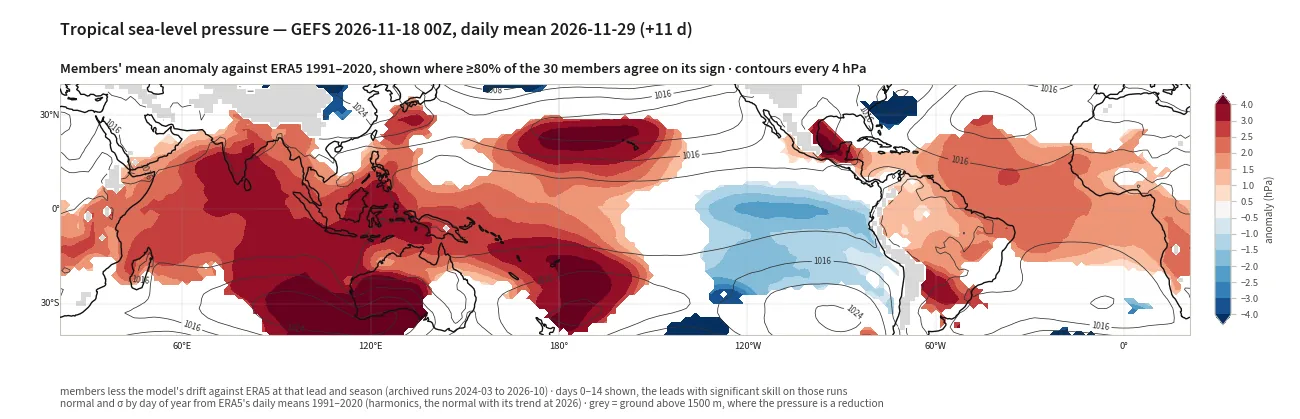 Tropical sea-level pressure — GEFS 2026-11-18 00Z, daily mean 2026-11-29 (+11 d)
Members' mean anomaly against ERA5 1991–2020, shown where ≥80% of the 30 members agree on its sign · contours every 4 hPa
30°N
0°
30°S
60°E
120°E
180°
120°W
60°W
0°
1016
1024
1016
1016
1016
1016
1016
1016
1016
1024
1016
4.0
3.0
2.5
2.0
1.5
1.0
0.5
−0.5
−1.0
−1.5
−2.0
−2.5
−3.0
−4.0
anomaly (hPa)
members less the model's drift against ERA5 at that lead and season (archived runs 2024-03 to 2026-10) · days 0–14 shown, the leads with significant skill on those runs
normal and σ by day of year from ERA5's daily means 1991–2020 (harmonics, the normal with its trend at 2026) · grey = ground above 1500 m, where the pressure is a reduction